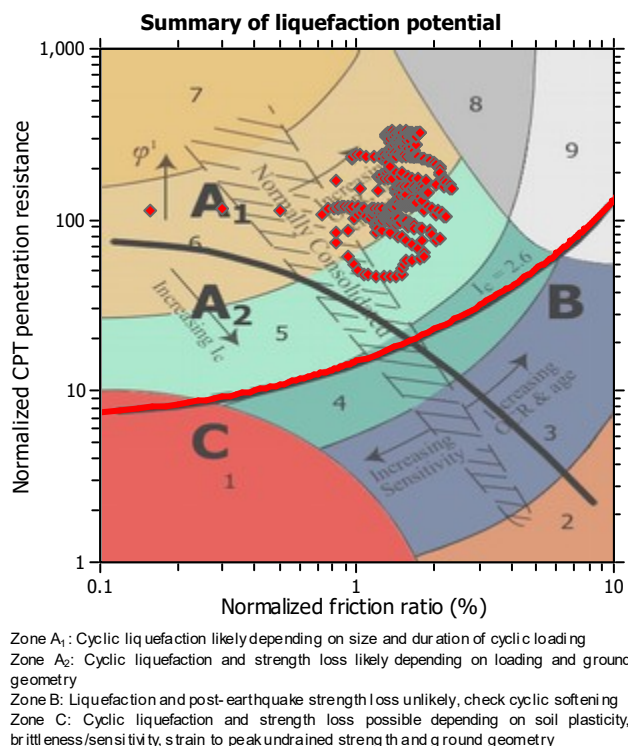 Summary of liquefaction potential
Normalized CPT penetration resistance
1,000
100
10
1
7
8
9
φ'
A₁
6
A₂
5
4
B
C
1
3
2
Normally Consolidated
Increasing Ic
Ic = 2.6
Increasing
OCR & age
Increasing
Sensitivity
0.1
1
10
Normalized friction ratio (%)
Zone A₁: Cyclic liquefaction likely depending on size and duration of cyclic loading
Zone A₂: Cyclic liquefaction and strength loss likely depending on loading and ground
geometry
Zone B: Liquefaction and post-earthquake strength loss unlikely, check cyclic softening
Zone C: Cyclic liquefaction and strength loss possible depending on soil plasticity,
brittleness/sensitivity, strain to peak undrained strength and ground geometry